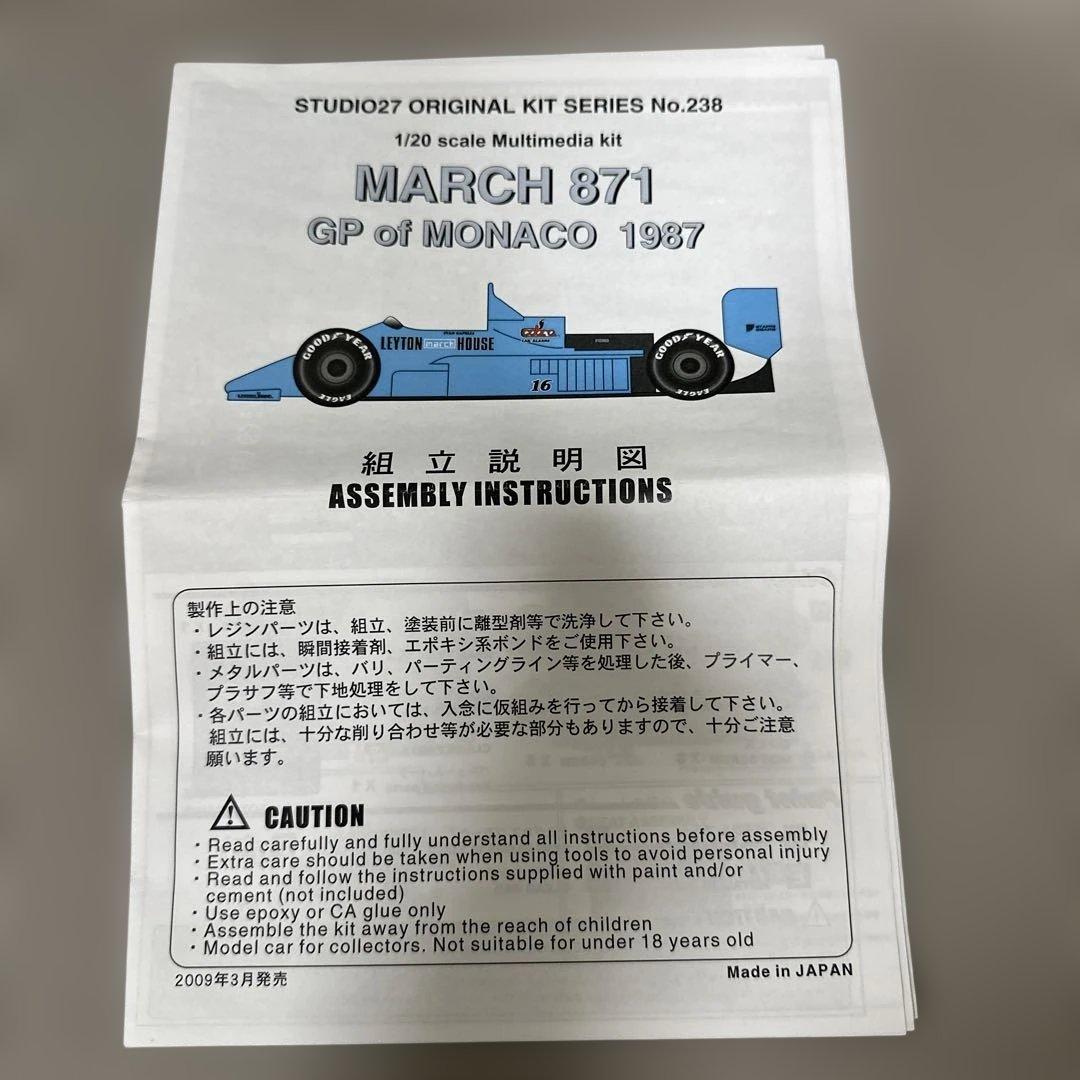 STUDIO27 ORIGINAL KIT SERIES No.238
1/20 scale Multimedia kit
MARCH 871
GP of MONACO 1987
GOOD YEAR
EAGLE
LEYTON march HOUSE
16
GOOD YEAR
EAGLE
組立説明図
ASSEMBLY INSTRUCTIONS
製作上の注意
・レジンパーツは、組立、塗装前に離型剤等で洗浄して下さい。
・組立には、瞬間接着剤、エポキシ系ボンドをご使用下さい。
・メタルパーツは、バリ、パーティングライン等を処理した後、プライマー、
プラサフ等で下地処理をして下さい。
・各パーツの組立においては、入念に仮組みを行ってから接着して下さい。
組立には、十分な削り合わせ等が必要な部分もありますので、十分ご注意
願います。
CAUTION
・Read carefully and fully understand all instructions before assembly
・Extra care should be taken when using tools to avoid personal injury
・Read and follow the instructions supplied with paint and/or
cement (not included)
・Use epoxy or CA glue only
・Assemble the kit away from the reach of children
・Model car for collectors. Not suitable for under 18 years old
2009年3月発売
Made in JAPAN